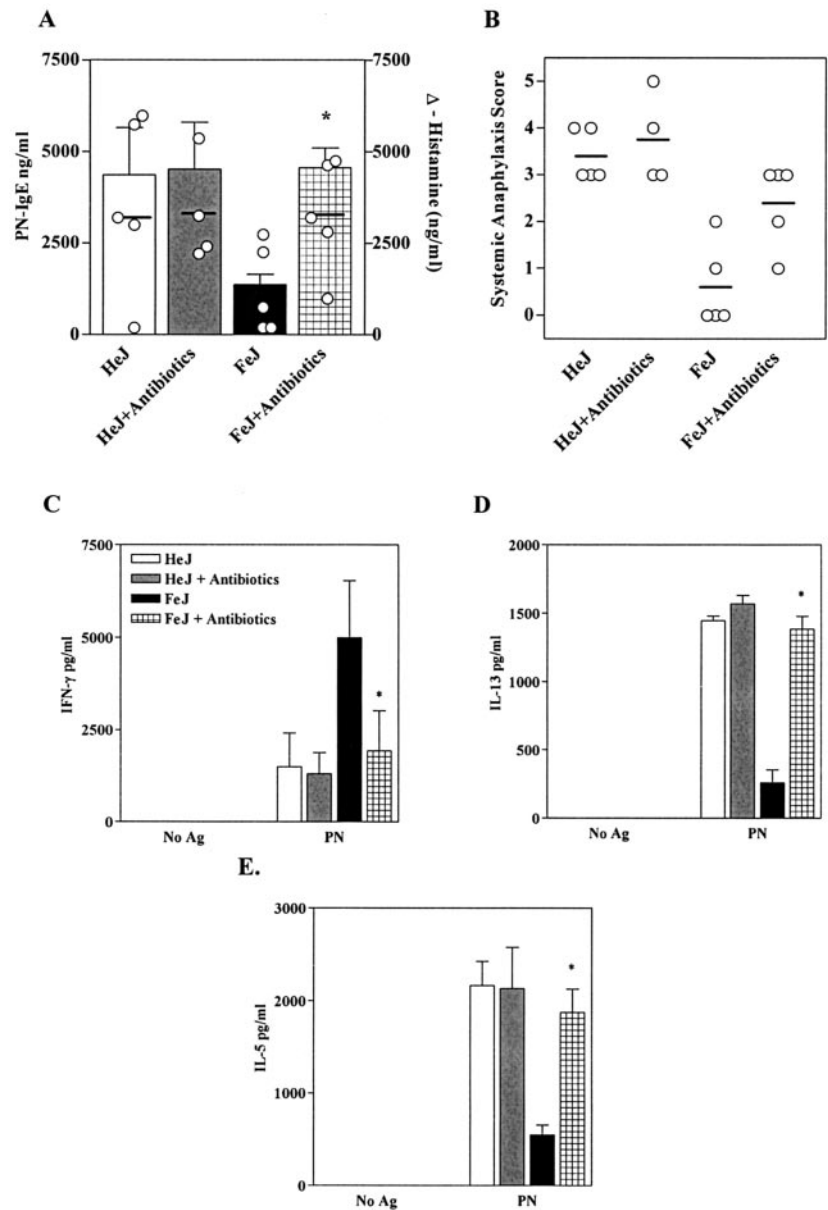 A
7500
5000
2500
0
PN-IgE ng/ml
7500
5000
2500
0
Δ - Histamine (ng/ml)
*
HeJ
HeJ+Antibiotics
FeJ
FeJ+Antibiotics
B
5
4
3
2
1
0
Systemic Anaphylaxis Score
HeJ
HeJ+Antibiotics
FeJ
FeJ+Antibiotics
C
7500
5000
2500
0
IFN-γ pg/ml
HeJ
HeJ + Antibiotics
FeJ
FeJ + Antibiotics
*
No Ag
PN
D
2000
1500
1000
500
0
IL-13 pg/ml
*
No Ag
PN
E.
3000
2000
1000
0
IL-5 pg/ml
*
No Ag
PN